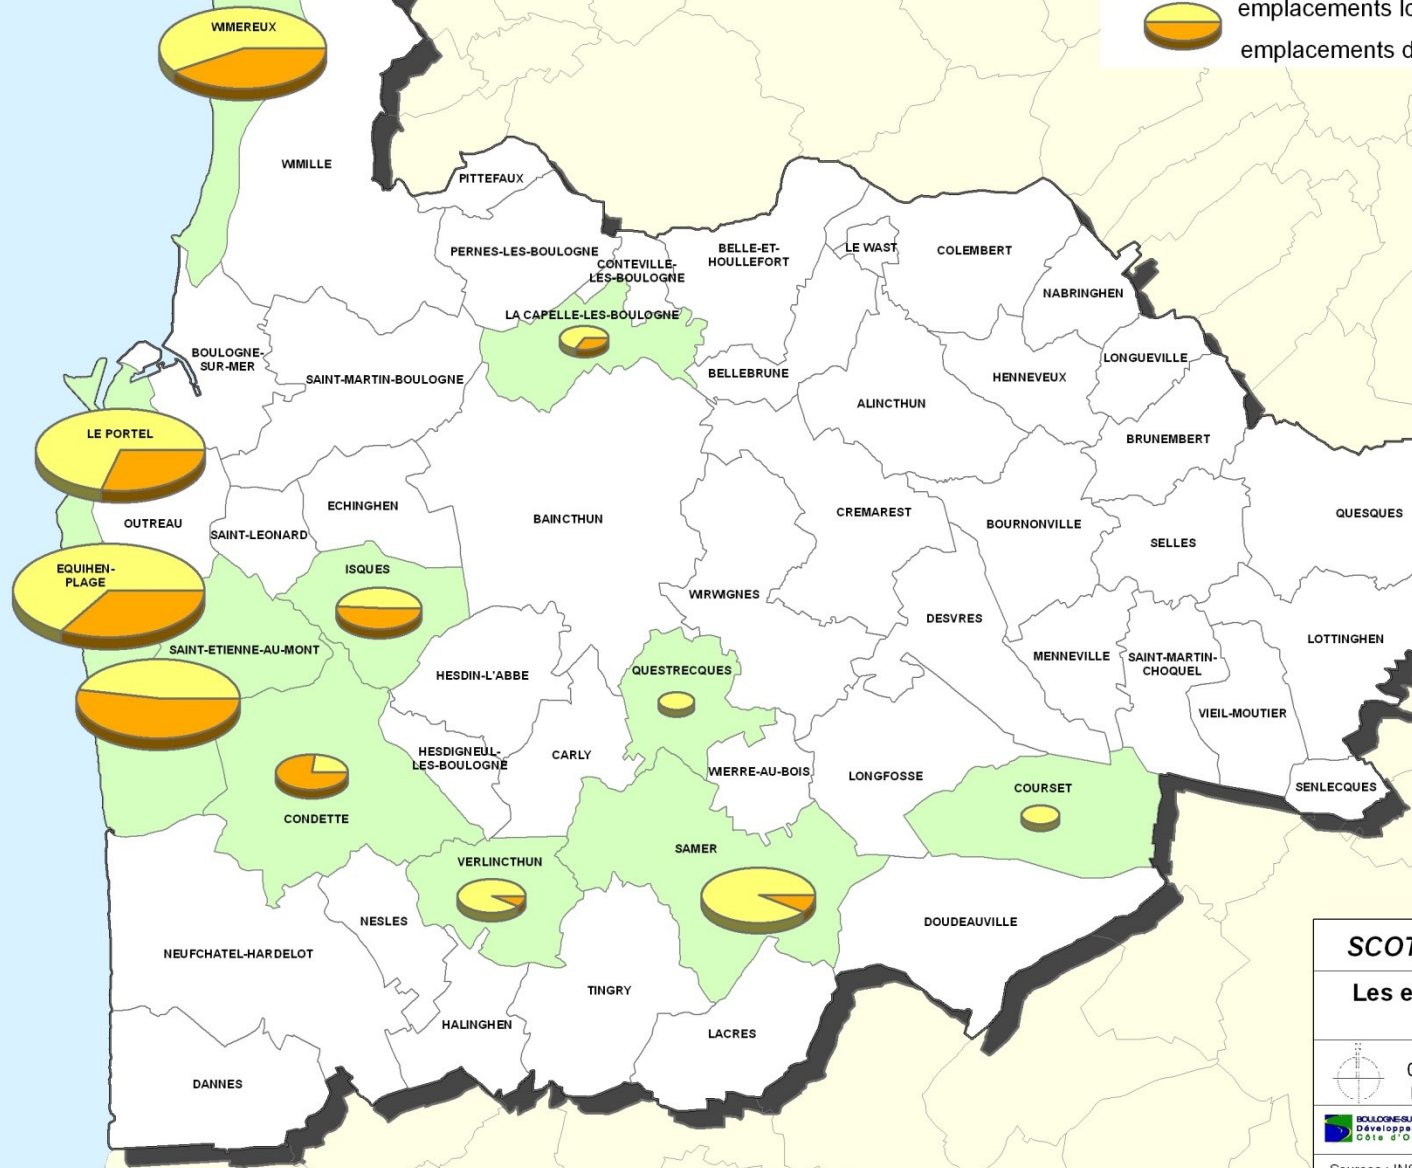 emplacements
emplacements
WIMEREUX
WIMILLE
PITTEFAUX
PERNES-LES-BOULOGNE
CONTEVILLE-
LES-BOULOGNE
BELLE-ET-
HOULLEFORT
LE WAST
COLEMBERT
NABRINGHEN
LA CAPELLE-LES-BOULOGNE
BOULOGNE-
SUR-MER
SAINT-MARTIN-BOULOGNE
BELLEBRUNE
HENNEVEUX
LONGUEVILLE
ALINCTHUN
BRUNEMBERT
LE PORTEL
OUTREAU
SAINT-LEONARD
ECHINGHEN
BAINCTHUN
CREMAREST
BOURNONVILLE
SELLES
QUESQUES
EQUIHEN-
PLAGE
ISQUES
WIRWIGNES
DESVRES
SAINT-ETIENNE-AU-MONT
HESDIN-L'ABBE
QUESTRECQUES
MENNEVILLE
SAINT-MARTIN-
CHOQUEL
LOTTINGHEN
VIEIL-MOUTIER
HESDIGNEUL-
LES-BOULOGNE
CARLY
WIERRE-AU-BOIS
LONGFOSSE
COURSET
SENLECQUES
CONDETTE
VERLINCTHUN
SAMER
NESLES
DOUDEAUVILLE
NEUFCHATEL-HARDELOT
TINGRY
HALINGHEN
LACRES
DANNES
SCOT
Les
N
BOULOGNE-SU
Développe
Côte d'O